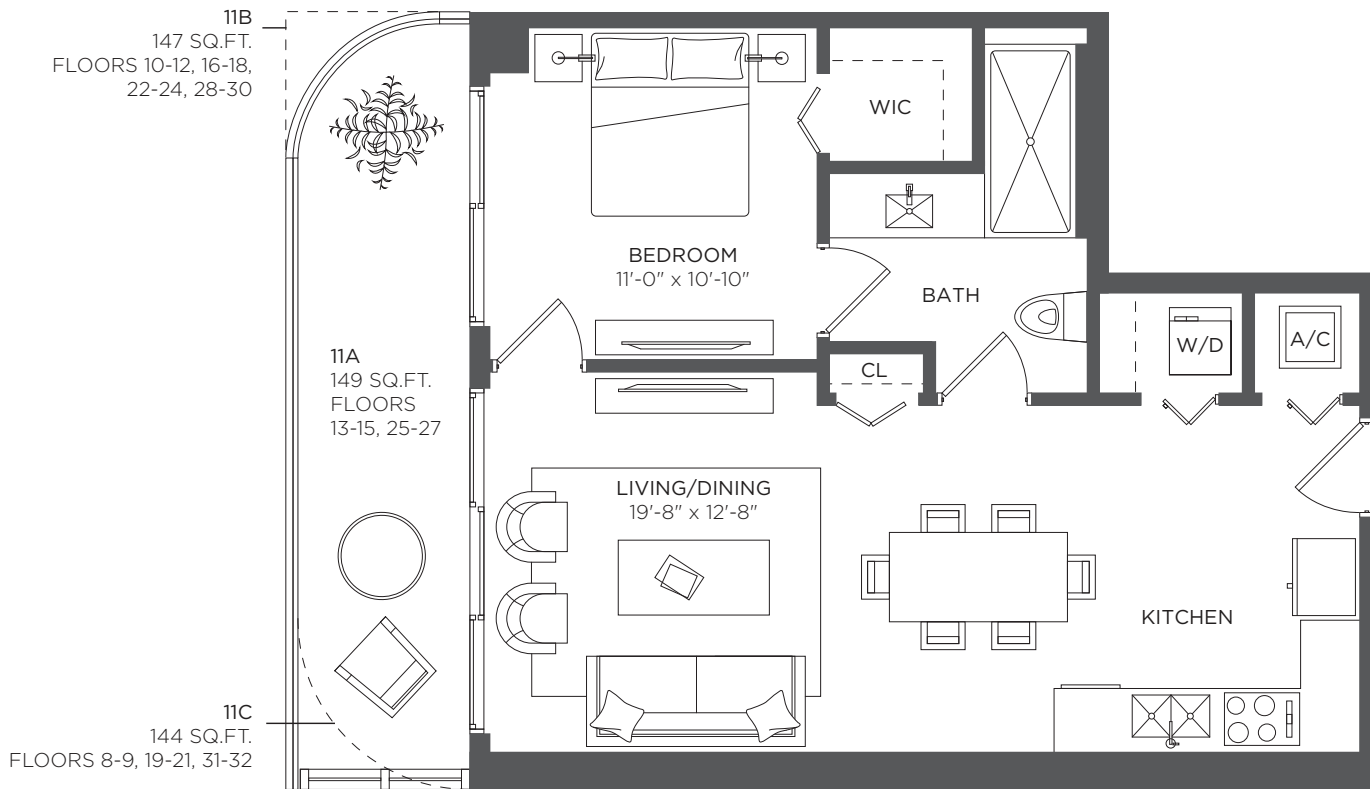 11B
147 SQ.FT.
FLOORS 10-12, 16-18,
22-24, 28-30
WIC
BEDROOM
11'-0" x 10'-10"
BATH
W/D
A/C
CL
11A
149 SQ.FT.
FLOORS
13-15, 25-27
LIVING/DINING
19'-8" x 12'-8"
KITCHEN
11C
144 SQ.FT.
FLOORS 8-9, 19-21, 31-32